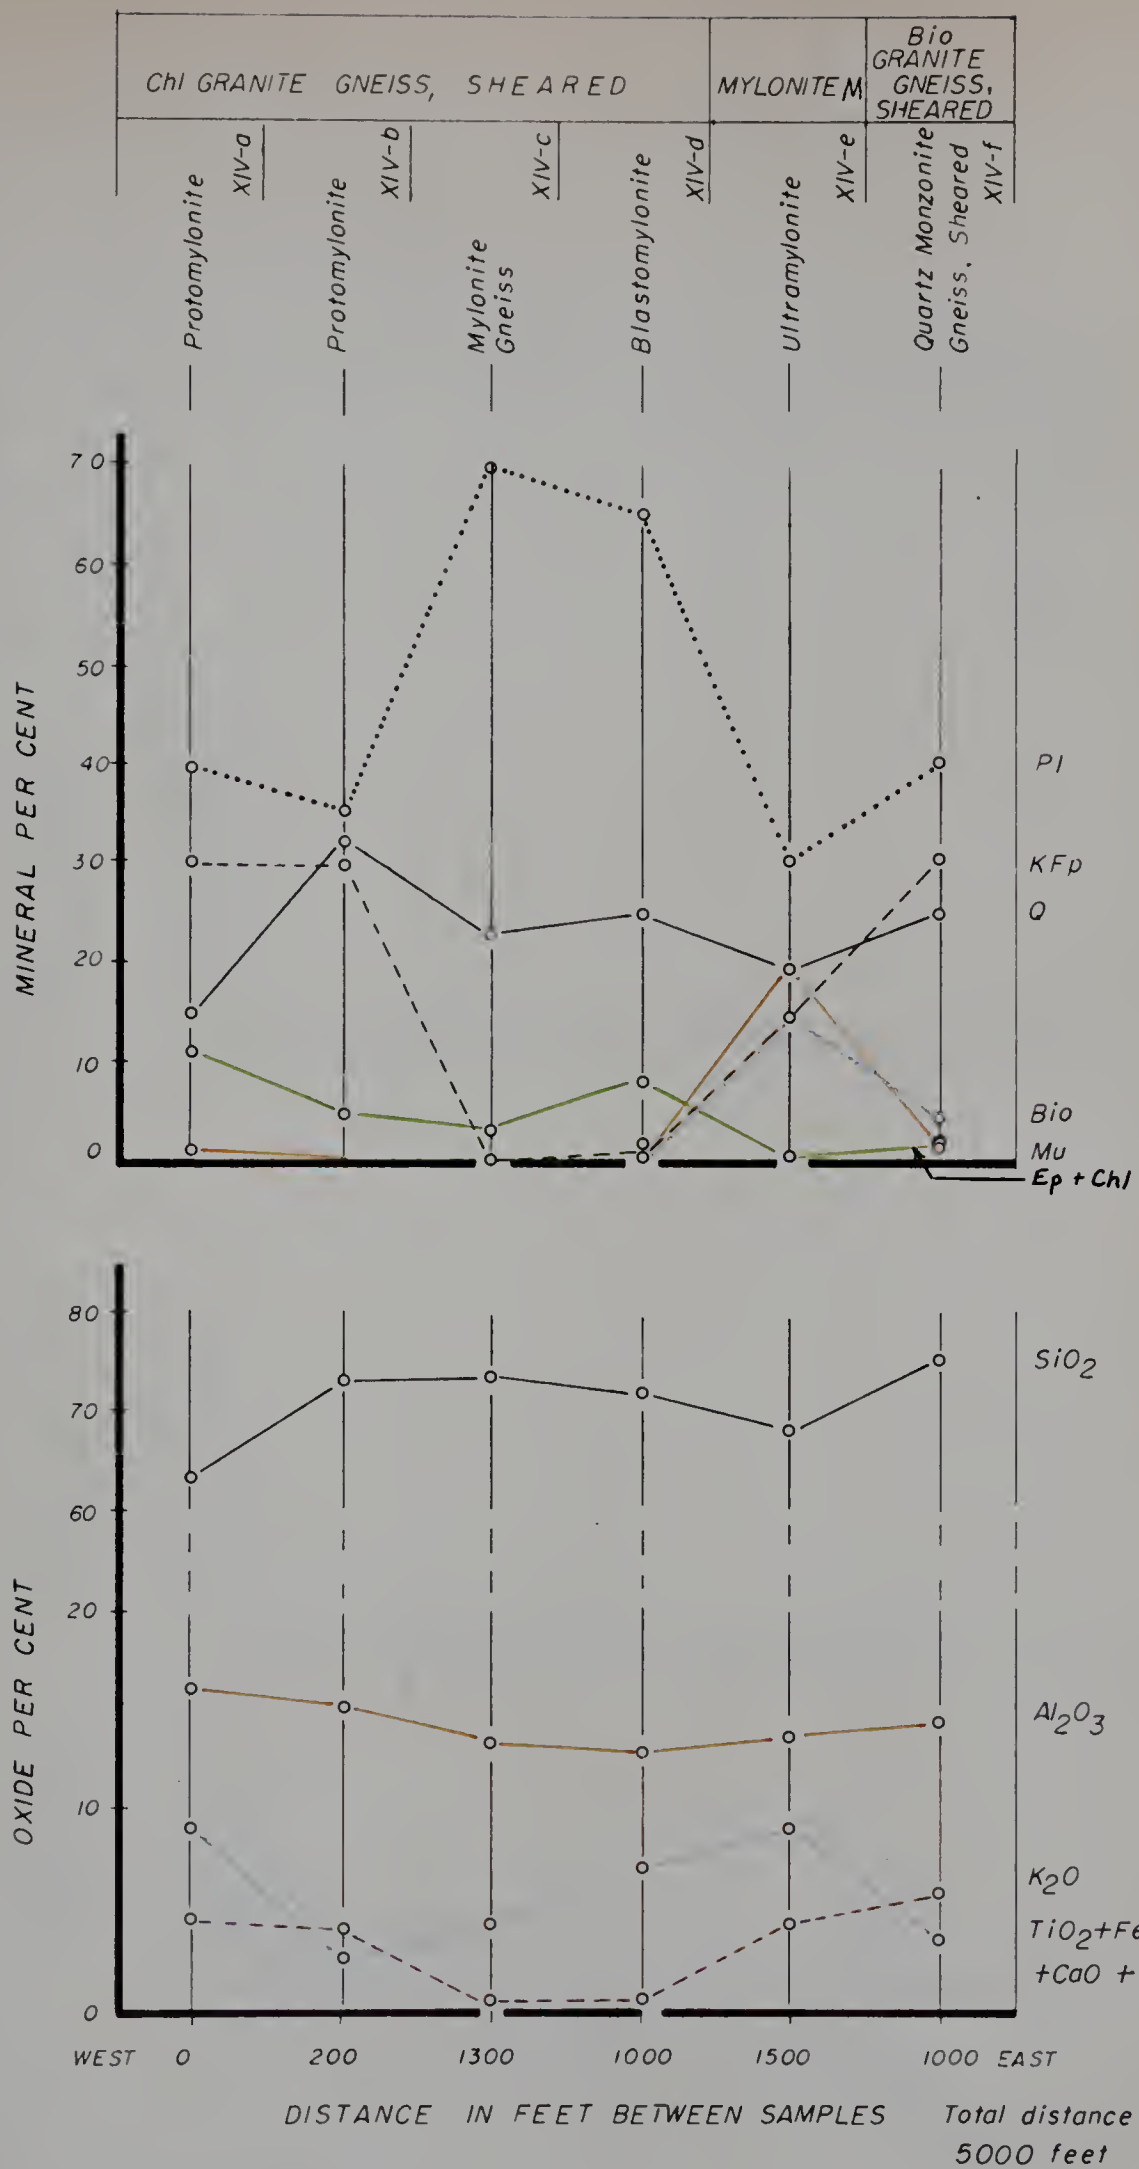 Chl GRANITE GNEISS, SHEARED
MYLONITE M
Bio
GRANITE
GNEISS,
SHEARED
Protomylonite
XIV-a
Protomylonite
XIV-b
Mylonite
Gneiss
XIV-c
Blastomylonite
XIV-d
Ultramylonite
XIV-e
Quartz Monzonite
Gneiss, Sheared
XIV-f
MINERAL PER CENT
70
60
50
40
30
20
10
0
Pl
KFp
Q
Bio
Mu
Ep + Chl
OXIDE PER CENT
80
70
60
20
10
0
SiO2
Al2O3
K2O
TiO2+Fe
+CaO +
WEST 0 200 1300 1000 1500 1000 EAST
DISTANCE IN FEET BETWEEN SAMPLES Total distance
5000 feet